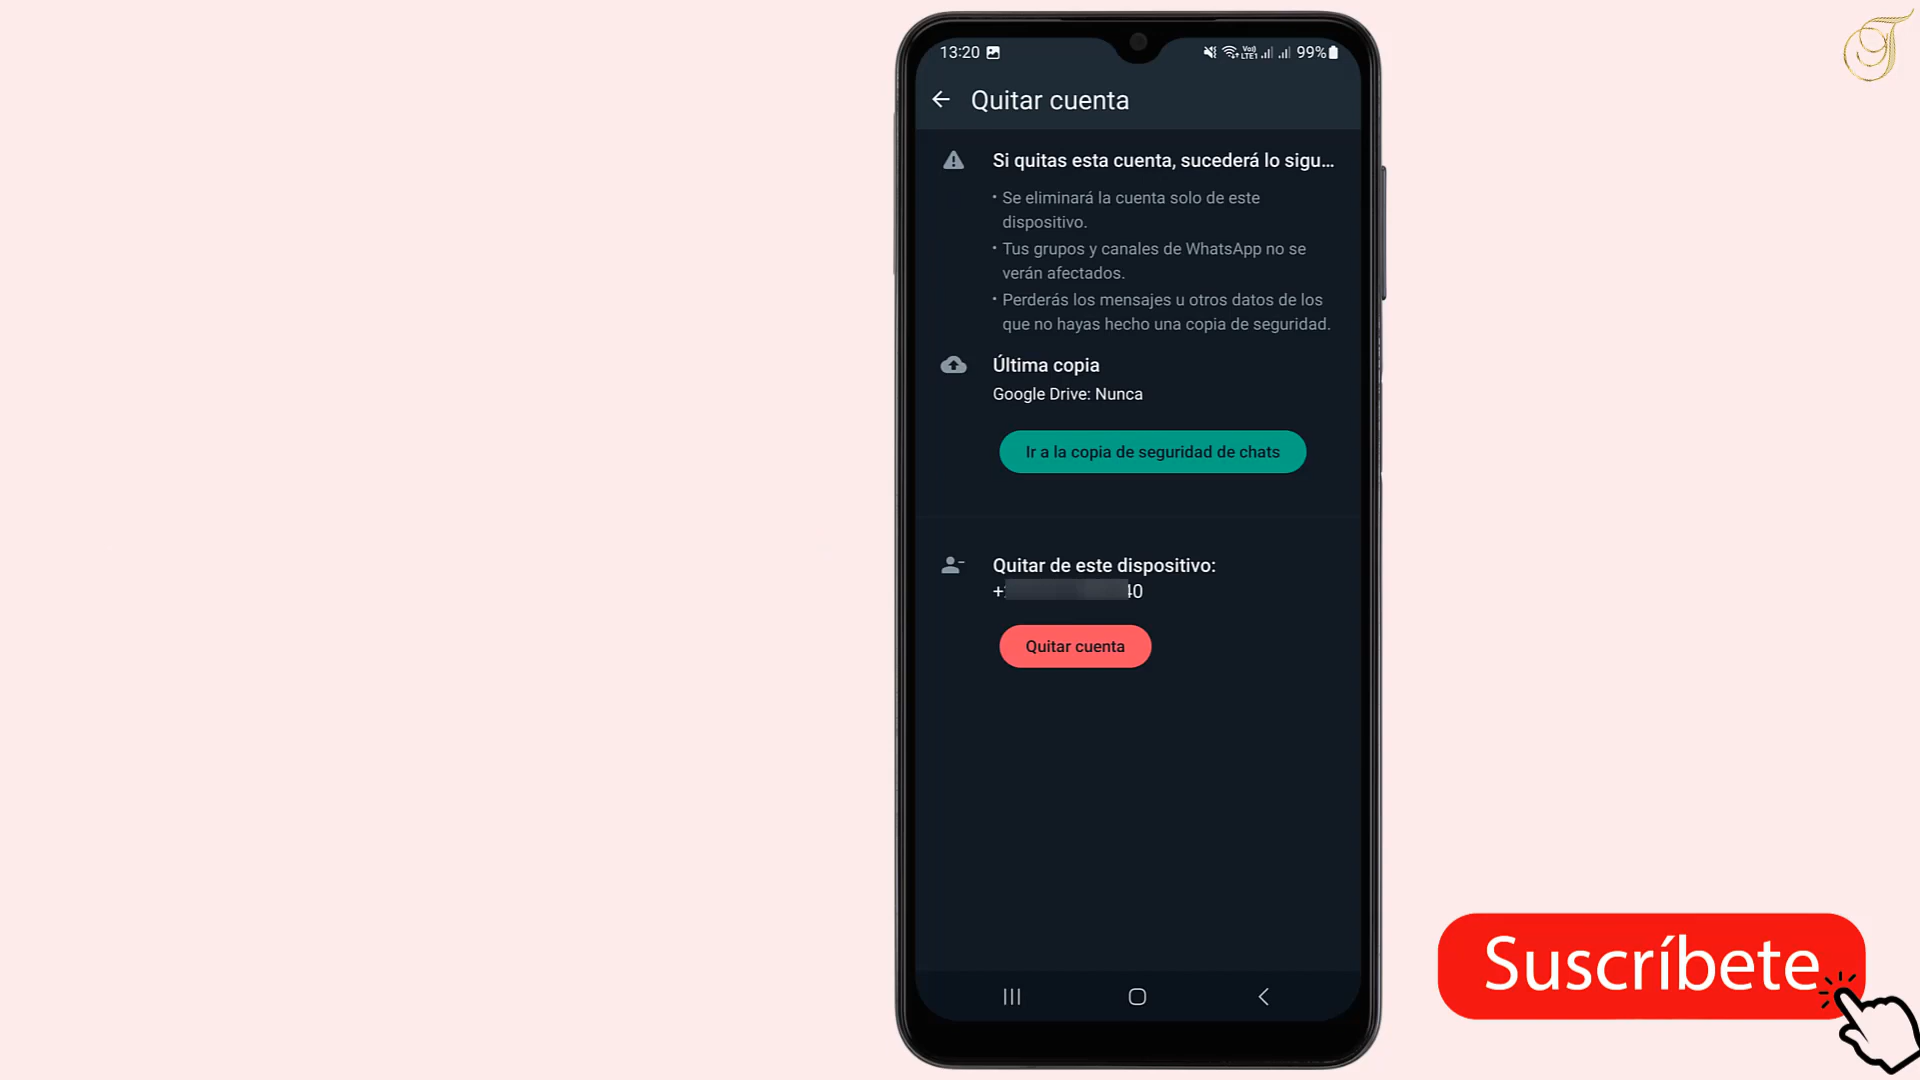 13:20
Vo)) LTE1
99%
Quitar cuenta
Si quitas esta cuenta, sucederá lo sigu...
• Se eliminará la cuenta solo de este
dispositivo.
• Tus grupos y canales de WhatsApp no se
verán afectados.
• Perderás los mensajes u otros datos de los
que no hayas hecho una copia de seguridad.
Última copia
Google Drive: Nunca
Ir a la copia de seguridad de chats
Quitar de este dispositivo:
+ 40
Quitar cuenta
Suscríbete